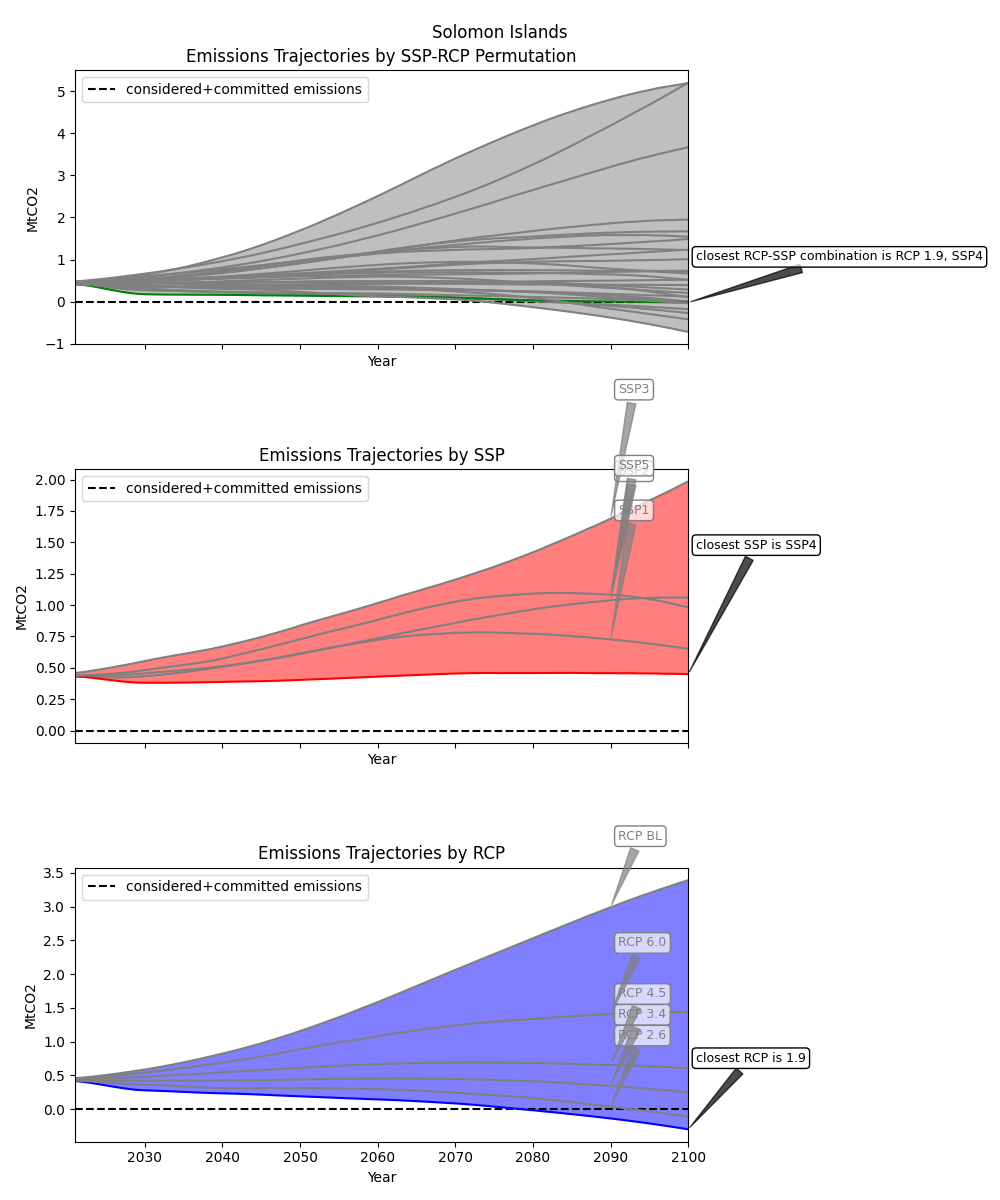 Solomon Islands
Emissions Trajectories by SSP-RCP Permutation
considered+committed emissions
5
4
3
2
1
0
−1
MtCO2
Year
closest RCP-SSP combination is RCP 1.9, SSP4
SSP3
Emissions Trajectories by SSP
considered+committed emissions
SSP5
SSP1
2.00
1.75
1.50
1.25
1.00
0.75
0.50
0.25
0.00
MtCO2
Year
closest SSP is SSP4
RCP BL
Emissions Trajectories by RCP
considered+committed emissions
RCP 6.0
RCP 4.5
RCP 3.4
RCP 2.6
3.5
3.0
2.5
2.0
1.5
1.0
0.5
0.0
MtCO2
closest RCP is 1.9
2030 2040 2050 2060 2070 2080 2090 2100
Year